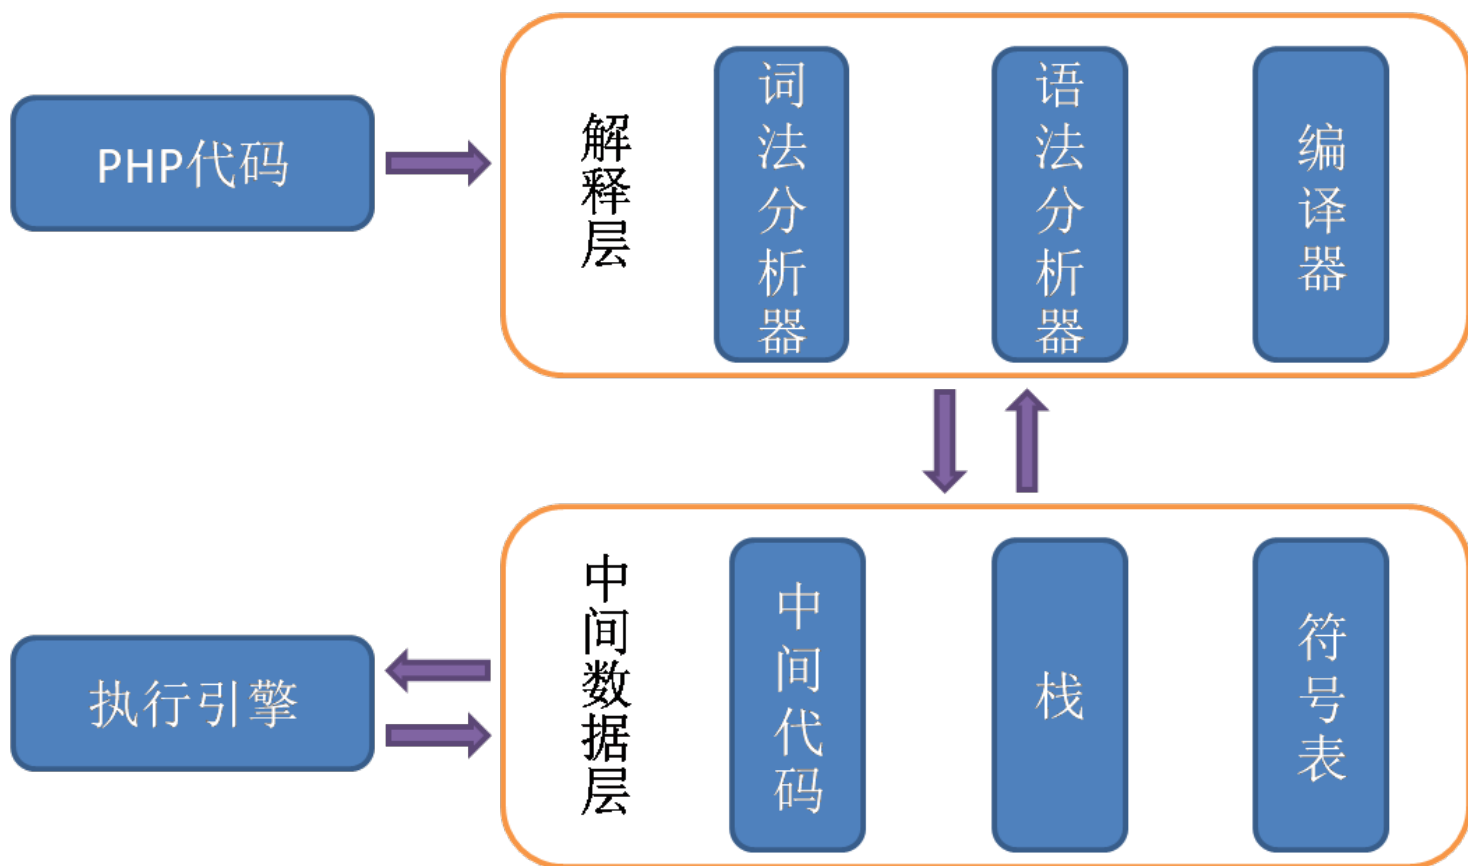 PHP代码
解释层
词法分析器
语法分析器
编译器
执行引擎
中间数据层
中间代码
栈
符号表